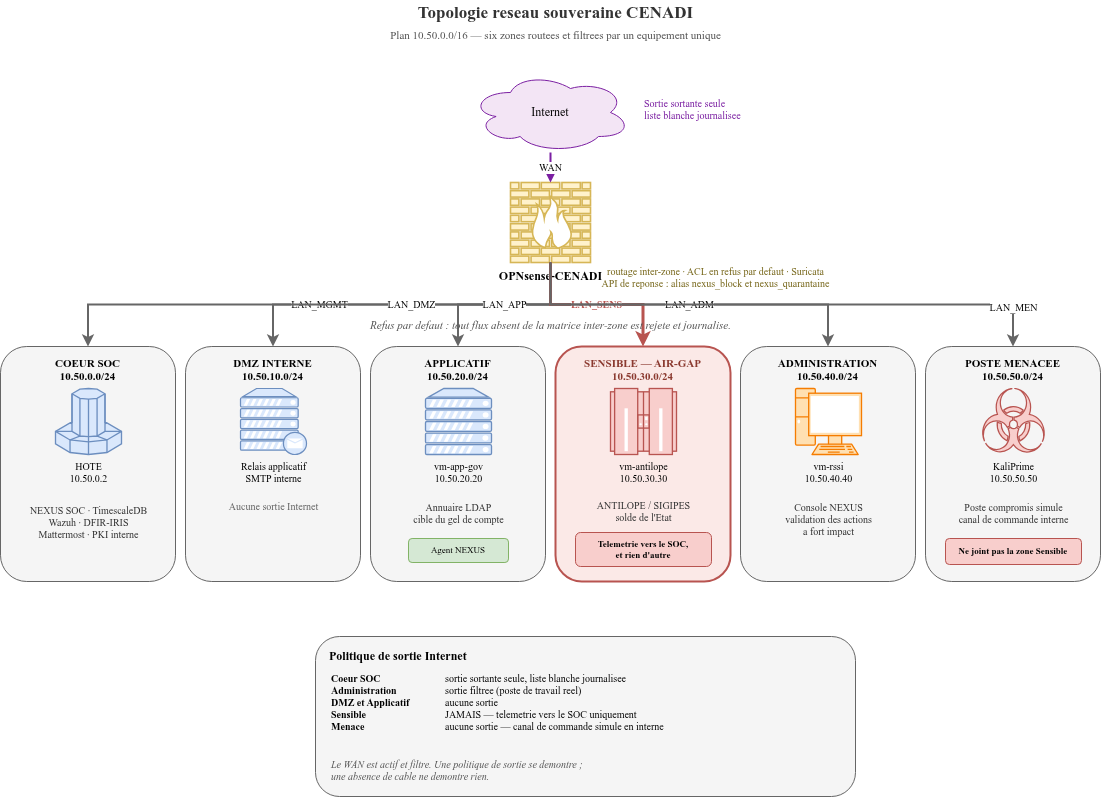 Topologie reseau souveraine CENADI
Plan 10.50.0.0/16 — six zones routees et filtrees par un equipement unique
Internet
Sortie sortante seule
liste blanche journalisee
WAN
OPNsense-CENADI
routage inter-zone · ACL en refus par defaut · Suricata
API de reponse : alias nexus_block et nexus_quarantaine
LAN_MGMT
LAN_DMZ
LAN_APP
LAN_SENS
LAN_ADM
LAN_MEN
Refus par defaut : tout flux absent de la matrice inter-zone est rejete et journalise.
COEUR SOC
10.50.0.0/24
HOTE
10.50.0.2
NEXUS SOC · TimescaleDB
Wazuh · DFIR-IRIS
Mattermost · PKI interne
DMZ INTERNE
10.50.10.0/24
Relais applicatif
SMTP interne
Aucune sortie Internet
APPLICATIF
10.50.20.0/24
vm-app-gov
10.50.20.20
Annuaire LDAP
cible du gel de compte
Agent NEXUS
SENSIBLE — AIR-GAP
10.50.30.0/24
vm-antilope
10.50.30.30
ANTILOPE / SIGIPES
solde de l'Etat
Telemetrie vers le SOC,
et rien d'autre
ADMINISTRATION
10.50.40.0/24
vm-rssi
10.50.40.40
Console NEXUS
validation des actions
a fort impact
POSTE MENACEE
10.50.50.0/24
KaliPrime
10.50.50.50
Poste compromis simule
canal de commande interne
Ne joint pas la zone Sensible
Politique de sortie Internet
Coeur SOC sortie sortante seule, liste blanche journalisee
Administration sortie filtree (poste de travail reel)
DMZ et Applicatif aucune sortie
Sensible JAMAIS — telemetrie vers le SOC uniquement
Menace aucune sortie — canal de commande simule en interne
Le WAN est actif et filtre. Une politique de sortie se demontre ;
une absence de cable ne demontre rien.